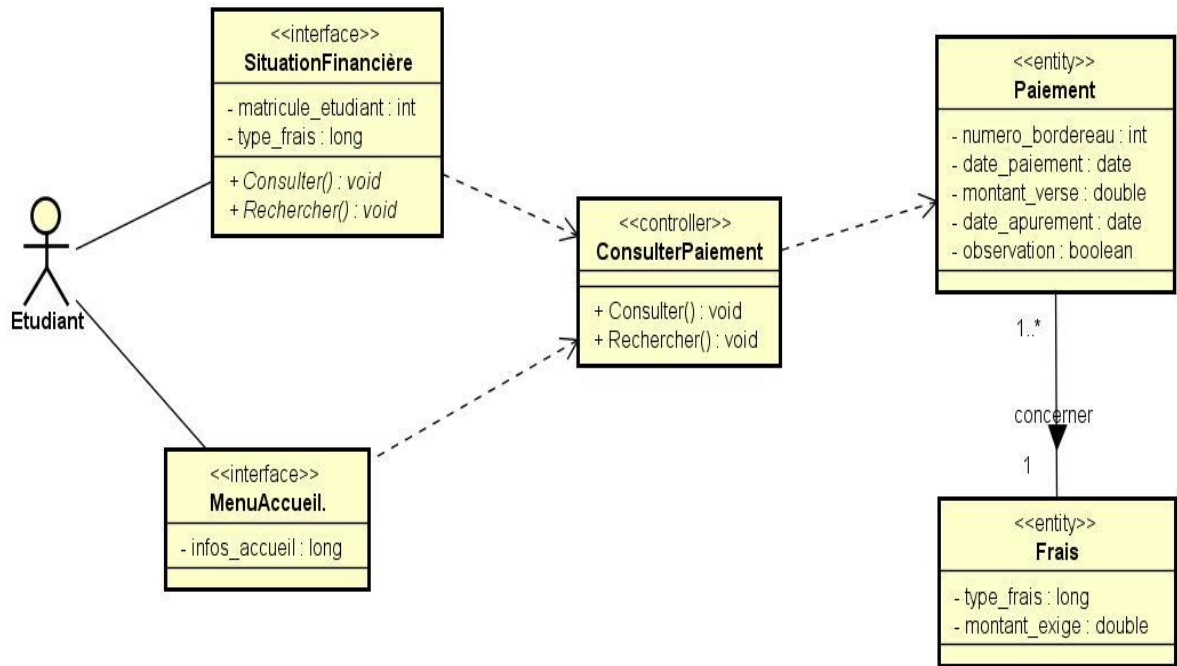 <<interface>>
SituationFinancière
- matricule_etudiant : int
- type_frais : long
+ Consulter() : void
+ Rechercher() : void
Etudiant
<<interface>>
MenuAccueil.
- infos_accueil : long
<<controller>>
ConsulterPaiement
+ Consulter() : void
+ Rechercher() : void
<<entity>>
Paiement
- numero_bordereau : int
- date_paiement : date
- montant_verse : double
- date_apurement : date
- observation : boolean
1..*
concerner
1
<<entity>>
Frais
- type_frais : long
- montant_exige : double